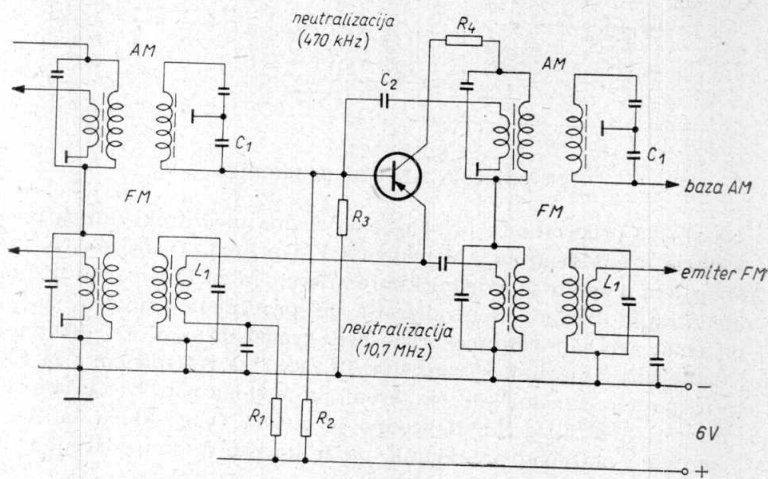 neutralizacija
(470 kHz)
R4
AM
C2
AM
C1
C1
baza AM
FM
R3
FM
L1
L1
emiter FM
neutralizacija
(10,7 MHz)
−
R1
R2
6V
+